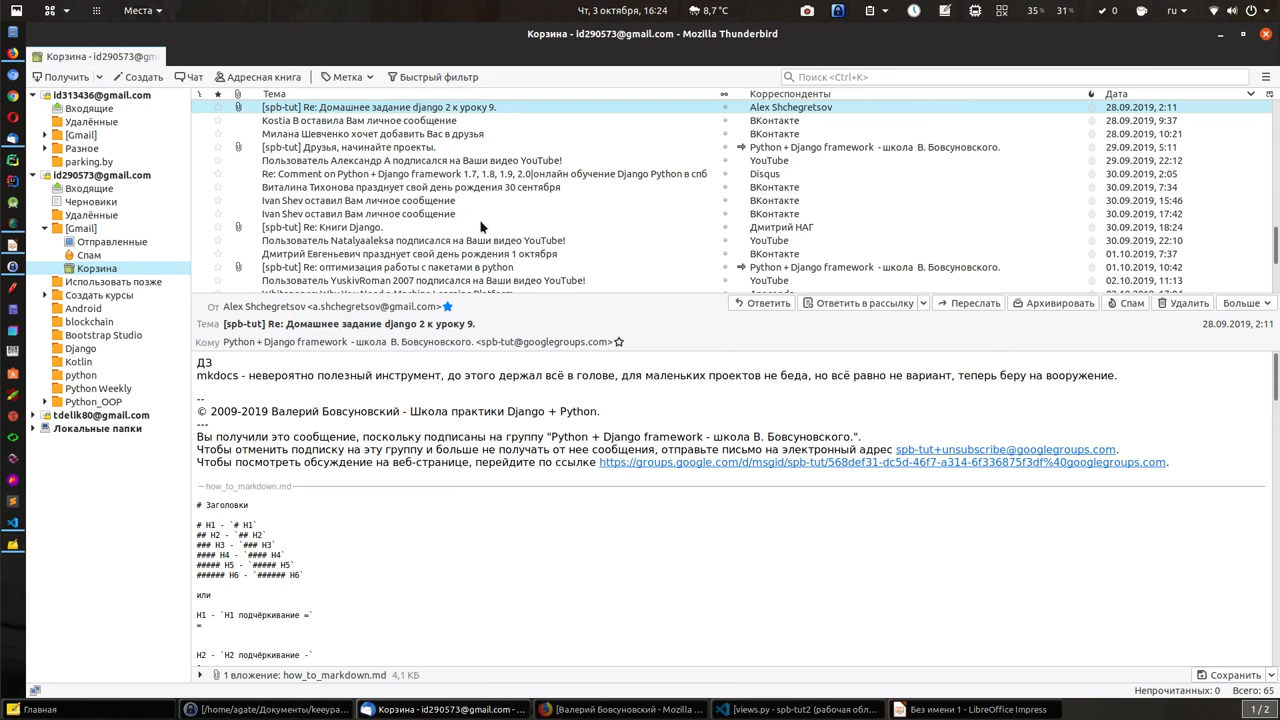 Места
Чт, 3 октября, 16:24
8,7 °C
35%
31%
0
ru
Корзина - id290573@gmail.com - Mozilla Thunderbird
Корзина - id290573@gm
Получить
Создать
Чат
Адресная книга
Метка
Быстрый фильтр
Поиск <Ctrl+K>
id313436@gmail.com
Входящие
Удалённые
[Gmail]
Разное
parking.by
id290573@gmail.com
Входящие
Черновики
Удалённые
[Gmail]
Отправленные
Спам
Корзина
Использовать позже
Создать курсы
Android
blockchain
Bootstrap Studio
Django
Kotlin
python
Python Weekly
Python_OOP
tdelik80@gmail.com
Локальные папки
Тема Корреспонденты Дата
[spb-tut] Re: Домашнее задание django 2 к уроку 9. Alex Shchegretsov 28.09.2019, 2:11
Kostia B оставила Вам личное сообщение ВКонтакте 28.09.2019, 9:37
Милана Шевченко хочет добавить Вас в друзья ВКонтакте 28.09.2019, 10:21
[spb-tut] Друзья, начинайте проекты. Python + Django framework - школа В. Бовсуновского. 29.09.2019, 5:11
Пользователь Александр А подписался на Ваши видео YouTube! YouTube 29.09.2019, 22:12
Re: Comment on Python + Django framework 1.7, 1.8, 1.9, 2.0|онлайн обучение Django Python в спб Disqus 30.09.2019, 2:05
Виталина Тихонова празднует свой день рождения 30 сентября ВКонтакте 30.09.2019, 7:34
Ivan Shev оставил Вам личное сообщение ВКонтакте 30.09.2019, 15:46
Ivan Shev оставил Вам личное сообщение ВКонтакте 30.09.2019, 17:42
[spb-tut] Re: Книги Django. Дмитрий НАГ 30.09.2019, 18:24
Пользователь Natalyaaleksa подписался на Ваши видео YouTube! YouTube 30.09.2019, 22:10
Дмитрий Евгеньевич празднует свой день рождения 1 октября ВКонтакте 01.10.2019, 7:37
[spb-tut] Re: оптимизация работы с пакетами в python Python + Django framework - школа В. Бовсуновского. 01.10.2019, 10:42
Пользователь YuskivRoman 2007 подписался на Ваши видео YouTube! YouTube 02.10.2019, 11:13
От Alex Shchegretsov <a.shchegretsov@gmail.com>
Ответить
Ответить в рассылку
Переслать
Архивировать
Спам
Удалить
Больше
Тема [spb-tut] Re: Домашнее задание django 2 к уроку 9. 28.09.2019, 2:11
Кому Python + Django framework - школа В. Бовсуновского. <spb-tut@googlegroups.com>
ДЗ
mkdocs - невероятно полезный инструмент, до этого держал всё в голове, для маленьких проектов не беда, но всё равно не вариант, теперь беру на вооружение.
--
© 2009-2019 Валерий Бовсуновский - Школа практики Django + Python.
---
Вы получили это сообщение, поскольку подписаны на группу "Python + Django framework - школа В. Бовсуновского.".
Чтобы отменить подписку на эту группу и больше не получать от нее сообщения, отправьте письмо на электронный адрес spb-tut+unsubscribe@googlegroups.com.
Чтобы посмотреть обсуждение на веб-странице, перейдите по ссылке https://groups.google.com/d/msgid/spb-tut/568def31-dc5d-46f7-a314-6f336875f3df%40googlegroups.com.
how_to_markdown.md
# Заголовки
# H1 - `# H1`
## H2 - `## H2`
### H3 - `### H3`
#### H4 - `#### H4`
##### H5 - `##### H5`
###### H6 - `###### H6`
или
H1 - `H1 подчёркивание =`
=
H2 - `H2 подчёркивание -`
1 вложение: how_to_markdown.md 4,1 КБ
Сохранить
Непрочитанных: 0
Всего: 65
Главная
[/home/agate/Документы/keeypa...
Корзина - id290573@gmail.com - ...
[Валерий Бовсуновский - Mozilla ...
[views.py - spb-tut2 (рабочая обл...
Без имени 1 - LibreOffice Impress
1 / 2